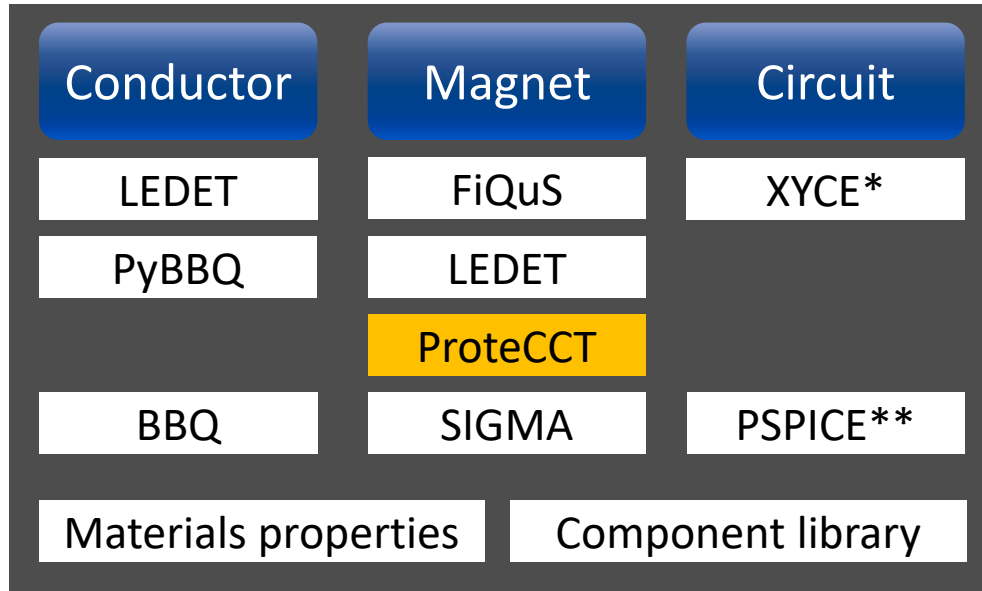 Conductor
Magnet
Circuit
LEDET
FiQuS
XYCE*
PyBBQ
LEDET
ProteCCT
BBQ
SIGMA
PSPICE**
Materials properties
Component library